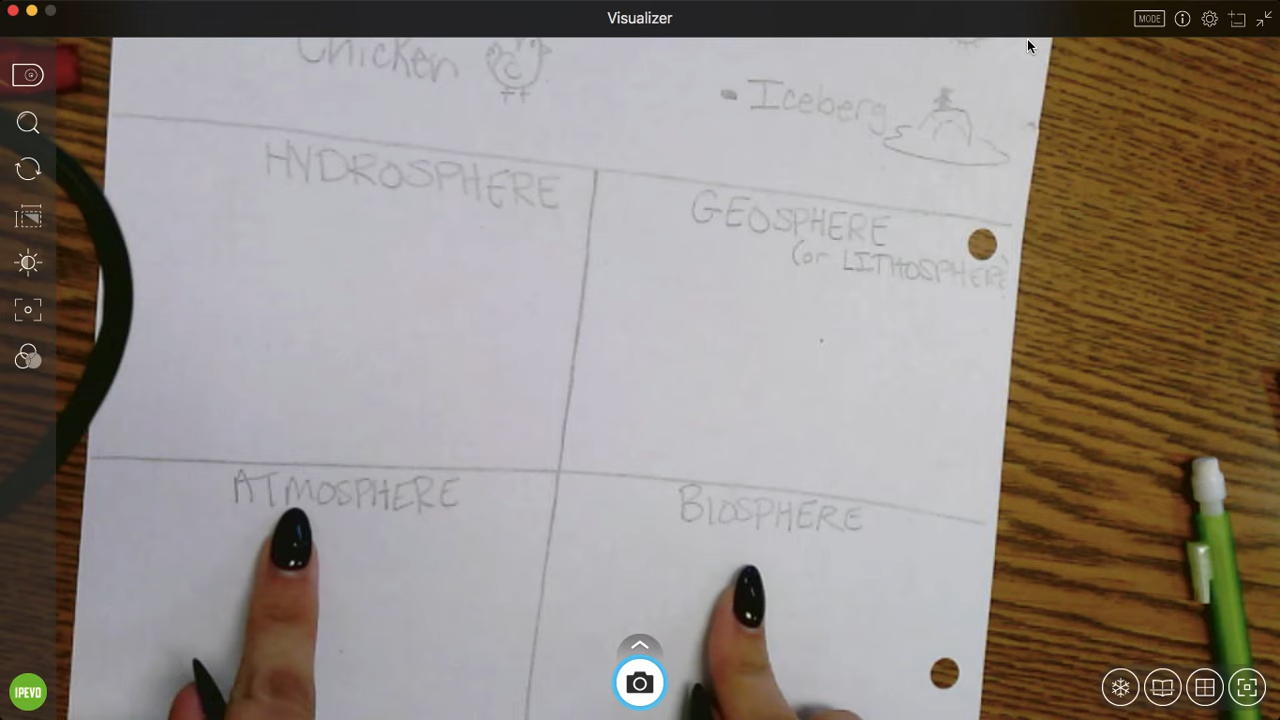 Visualizer
MODE
Chicken
- Iceberg
HYDROSPHERE
GEOSPHERE
(or LITHOSPHERE)
ATMOSPHERE
BIOSPHERE
IPEVO